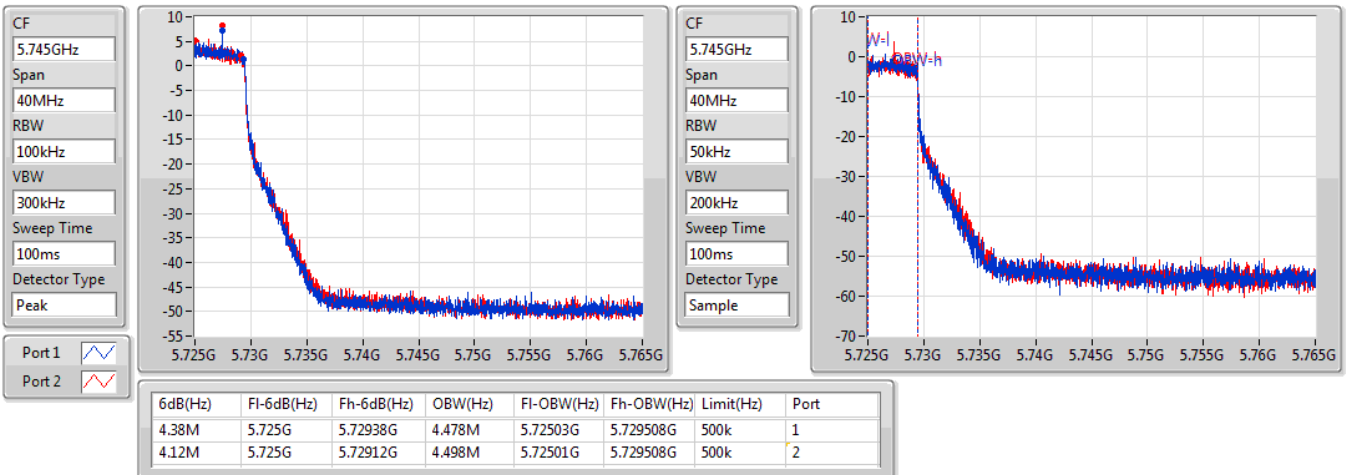 CF
5.745GHz
Span
40MHz
RBW
100kHz
VBW
300kHz
Sweep Time
100ms
Detector Type
Peak
Port 1
Port 2
10
5
0
-5
-10
-15
-20
-25
-30
-35
-40
-45
-50
-55
5.725G 5.73G 5.735G 5.74G 5.745G 5.75G 5.755G 5.76G 5.765G
CF
5.745GHz
Span
40MHz
RBW
50kHz
VBW
200kHz
Sweep Time
100ms
Detector Type
Sample
10
0
-10
-20
-30
-40
-50
-60
-70
W-l
OBW-h
5.725G 5.73G 5.735G 5.74G 5.745G 5.75G 5.755G 5.76G 5.765G
6dB(Hz) Fl-6dB(Hz) Fh-6dB(Hz) OBW(Hz) Fl-OBW(Hz) Fh-OBW(Hz) Limit(Hz) Port
4.38M 5.725G 5.72938G 4.478M 5.72503G 5.729508G 500k 1
4.12M 5.725G 5.72912G 4.498M 5.72501G 5.729508G 500k 2